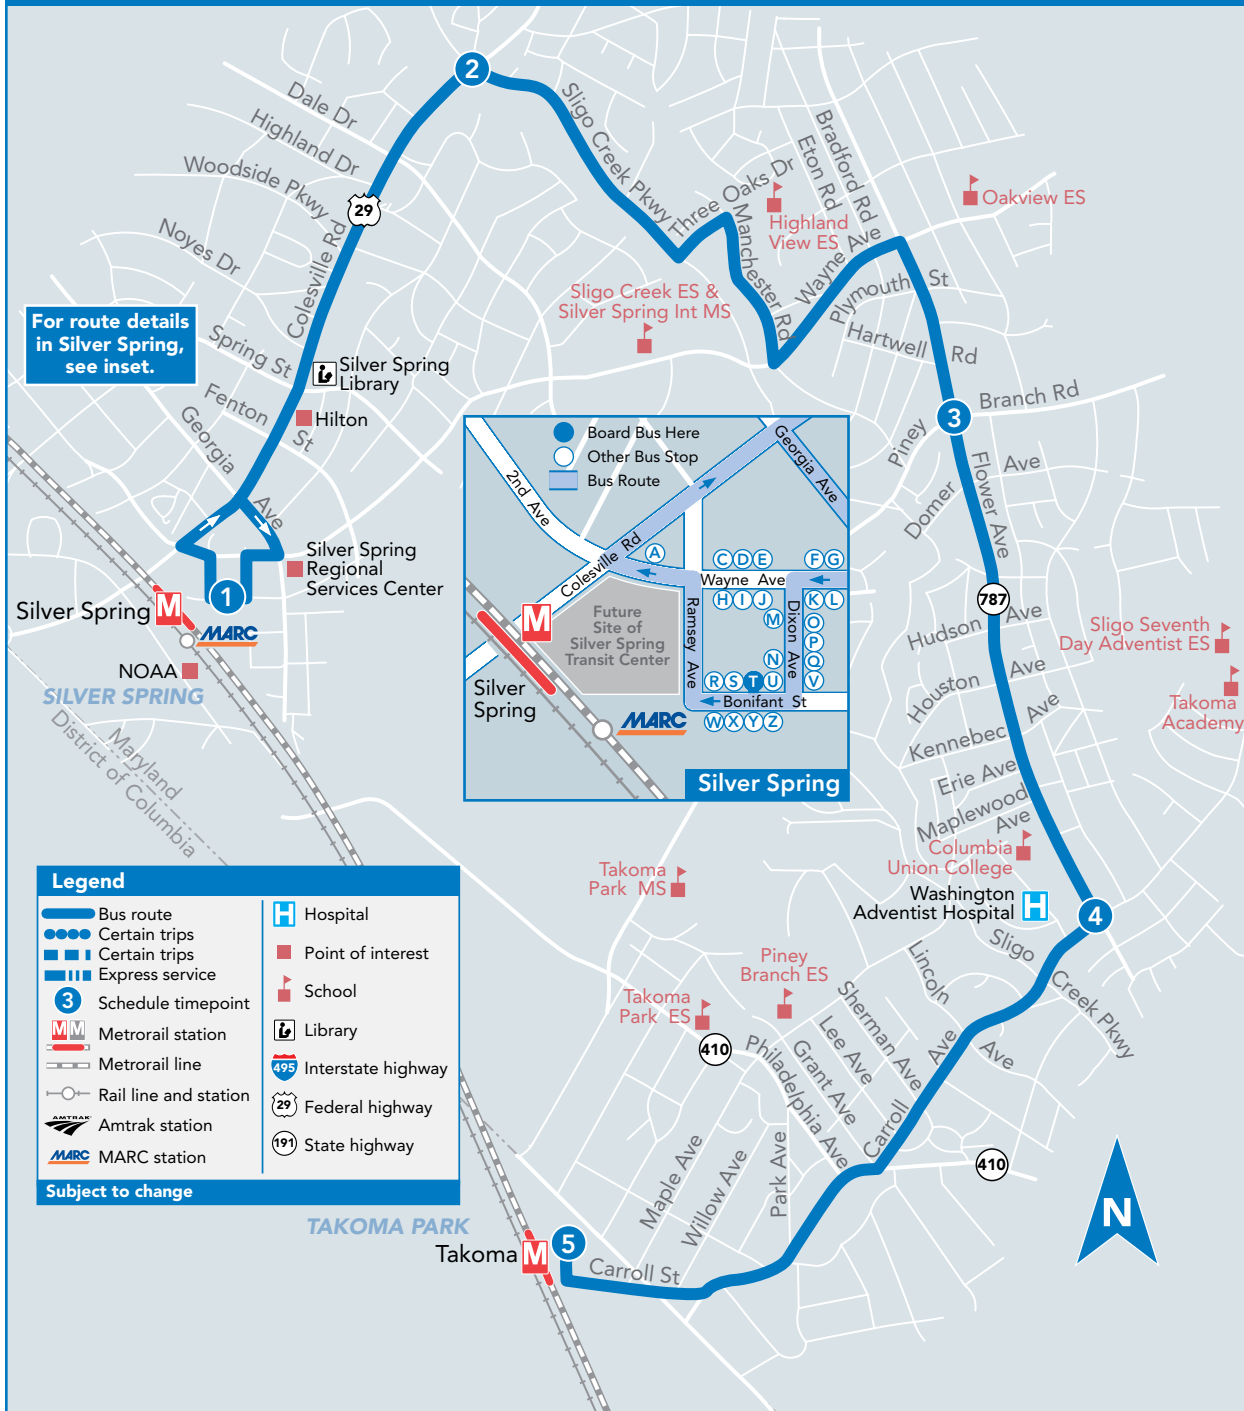 2
Dale Dr
Highland Dr
Woodside Pkwy
29
Noyes Dr
Colesville Rd
Sligo Creek Pkwy
Three Oaks Dr
Manchester Rd
Bradford Rd
Eton Rd
Wayne Ave
Highland
View ES
Oakview ES
Plymouth St
Hartwell Rd
Sligo Creek ES &
Silver Spring Int MS
For route details
in Silver Spring,
see inset.
Spring St
Silver Spring
Library
Fenton St
Hilton
Georgia Ave
Silver Spring
Regional
Services Center
1
Silver Spring
M
MARC
NOAA
SILVER SPRING
Maryland
District of Columbia
3
Piney Branch Rd
Domer Ave
Flower Ave
787
Hudson Ave
Houston Ave
Kennebec Ave
Erie Ave
Maplewood
Ave
Sligo Seventh
Day Adventist ES
Takoma
Academy
Columbia
Union College
Washington
Adventist Hospital
H
4
Board Bus Here
Other Bus Stop
Bus Route
2nd Ave
Georgia Ave
Colesville Rd
A
C D E
F G
Wayne Ave
H I J
K L
M
O
P
Q
N
V
R S T U
Ramsey Ave
Dixon Ave
Bonifant St
W X Y Z
Future
Site of
Silver Spring
Transit Center
M
Silver
Spring
MARC
Silver Spring
Legend
Bus route
Certain trips
Certain trips
Express service
3 Schedule timepoint
M M Metrorail station
Metrorail line
Rail line and station
AMTRAK Amtrak station
MARC MARC station
H Hospital
Point of interest
School
Library
495 Interstate highway
29 Federal highway
191 State highway
Subject to change
Takoma
Park MS
Piney
Branch ES
Takoma
Park ES
410
Sligo Creek Pkwy
Lincoln Ave
Sherman Ave
Lee Ave
Grant Ave
Philadelphia Ave
Carroll Ave
410
Park Ave
Maple Ave
Willow Ave
TAKOMA PARK
Takoma
M
5
Carroll St
N